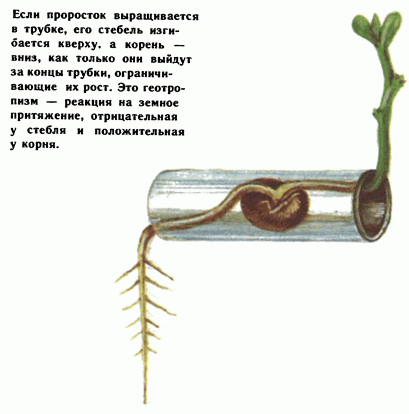 Если проросток выращивается
в трубке, его стебель изги-
бается кверху, а корень —
вниз, как только они выйдут
за концы трубки, ограничи-
вающие их рост. Это геотро-
пизм — реакция на земное
притяжение, отрицательная
у стебля и положительная
у корня.